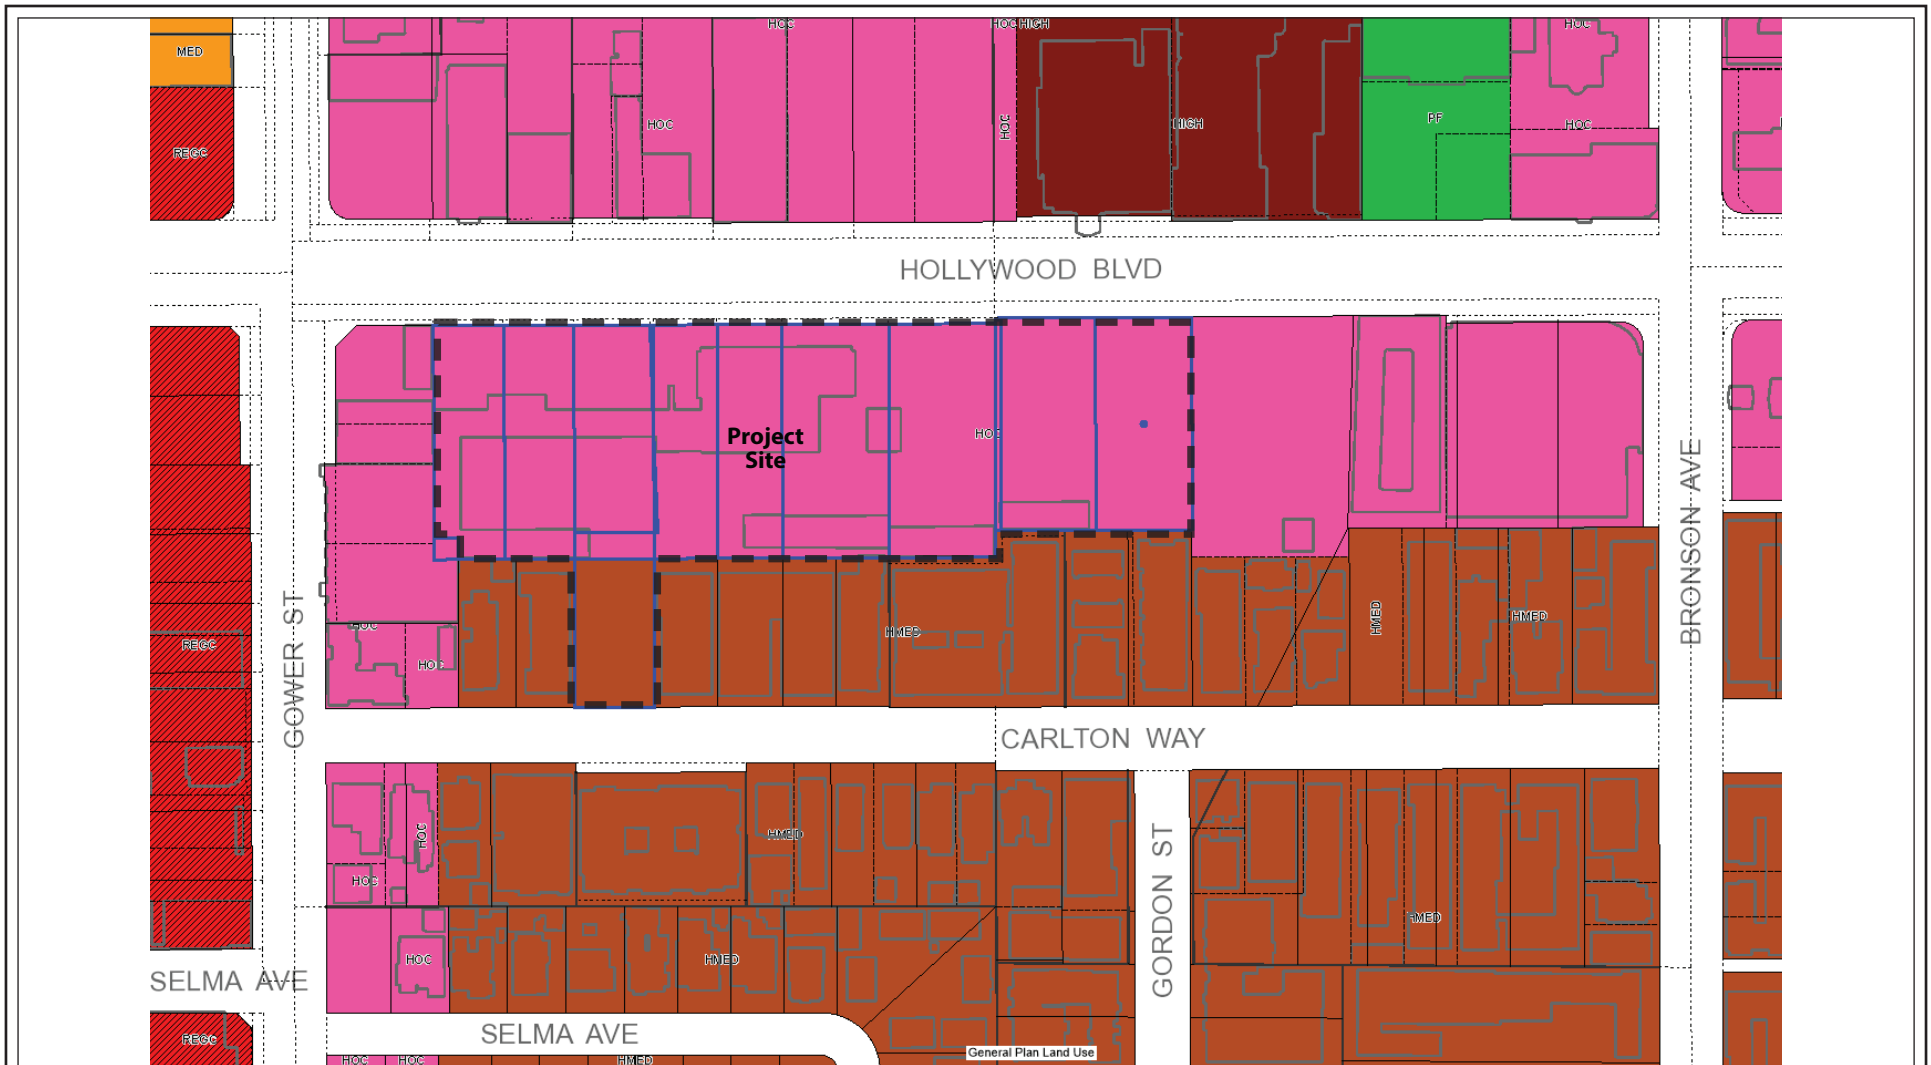 HOC
HOC HIGH
HOC
MED
HOC
HOC
HIGH
PF
HOC
REGC
HOLLYWOOD BLVD
Project
Site
HO
BRONSON AVE
GOWER ST
HMED
HMED
HOC
HMED
REGC
HOC
CARLTON WAY
HOC
HMED
GORDON ST
HOC
HMED
HOC
HMED
SELMA AVE
SELMA AVE
REGC
General Plan Land Use
HOC
HOC
HMED